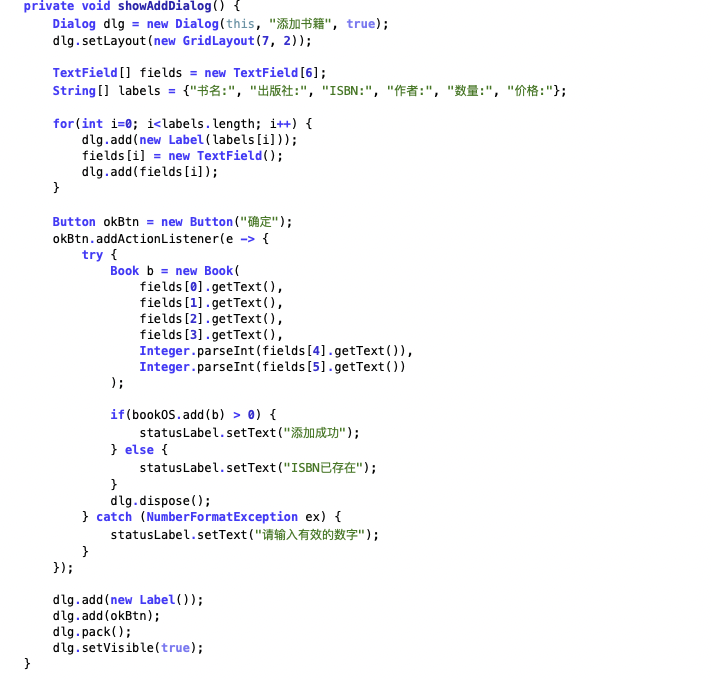 private void showAddDialog() {
    Dialog dlg = new Dialog(this, "添加书籍", true);
    dlg.setLayout(new GridLayout(7, 2));

    TextField[] fields = new TextField[6];
    String[] labels = {"书名:", "出版社:", "ISBN:", "作者:", "数量:", "价格:"};

    for(int i=0; i<labels.length; i++) {
        dlg.add(new Label(labels[i]));
        fields[i] = new TextField();
        dlg.add(fields[i]);
    }

    Button okBtn = new Button("确定");
    okBtn.addActionListener(e -> {
        try {
            Book b = new Book(
                fields[0].getText(),
                fields[1].getText(),
                fields[2].getText(),
                fields[3].getText(),
                Integer.parseInt(fields[4].getText()),
                Integer.parseInt(fields[5].getText())
            );

            if(bookOS.add(b) > 0) {
                statusLabel.setText("添加成功");
            } else {
                statusLabel.setText("ISBN已存在");
            }
            dlg.dispose();
        } catch (NumberFormatException ex) {
            statusLabel.setText("请输入有效的数字");
        }
    });

    dlg.add(new Label());
    dlg.add(okBtn);
    dlg.pack();
    dlg.setVisible(true);
}